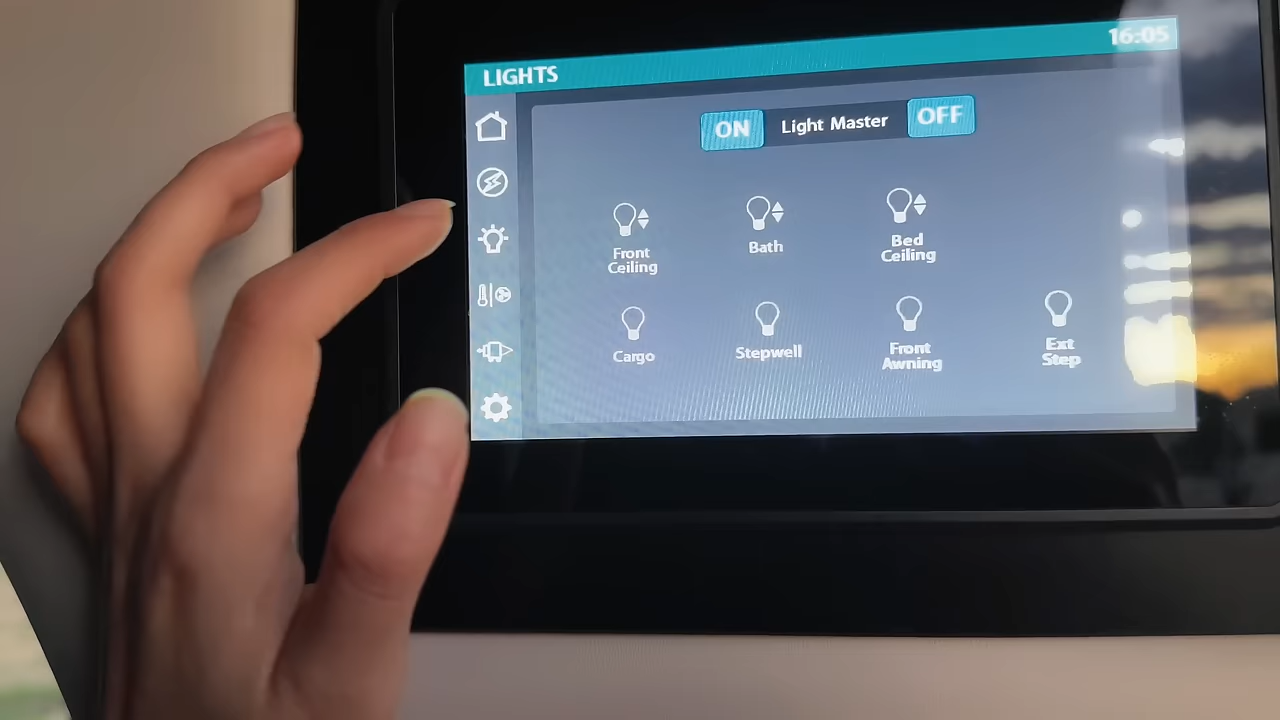 LIGHTS
16:05
ON Light Master OFF
Front
Ceiling
Bath
Bed
Ceiling
Cargo
Stepwell
Front
Awning
Ext
Step